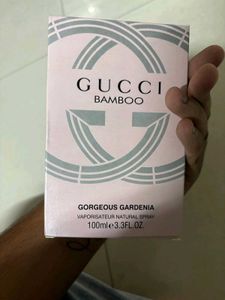 GUCCI
BAMBOO
GORGEOUS GARDENIA
VAPORISATEUR NATURAL SPRAY
100ml℮3.3FL.OZ.